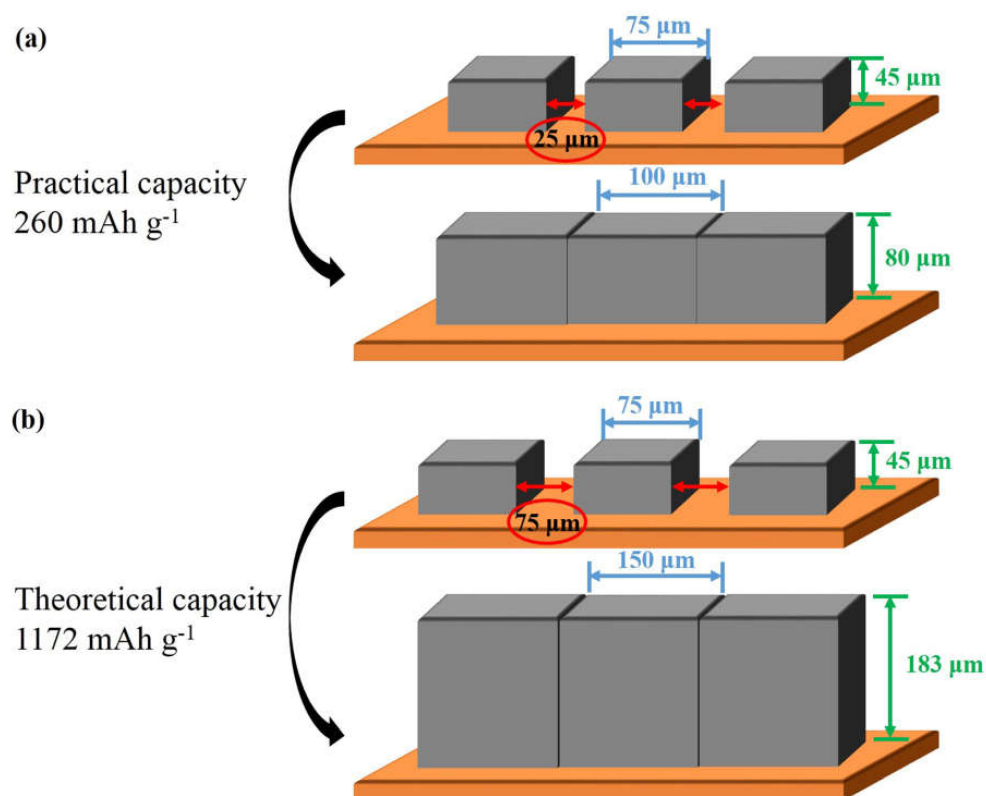 (a)
75 μm
45 μm
25 μm
Practical capacity
260 mAh g⁻¹
100 μm
80 μm
(b)
75 μm
45 μm
75 μm
150 μm
Theoretical capacity
1172 mAh g⁻¹
183 μm